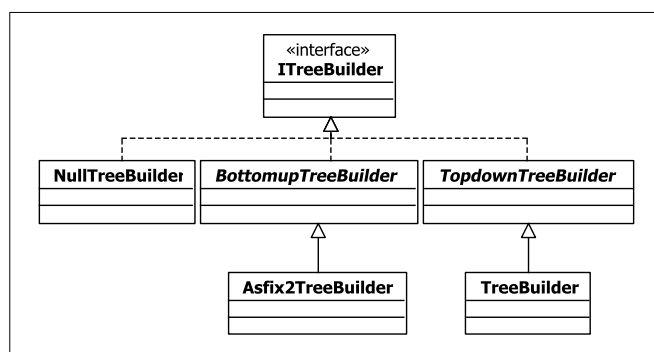 «interface»
ITreeBuilder
NullTreeBuilder
BottomupTreeBuilder
TopdownTreeBuilder
Asfix2TreeBuilder
TreeBuilder